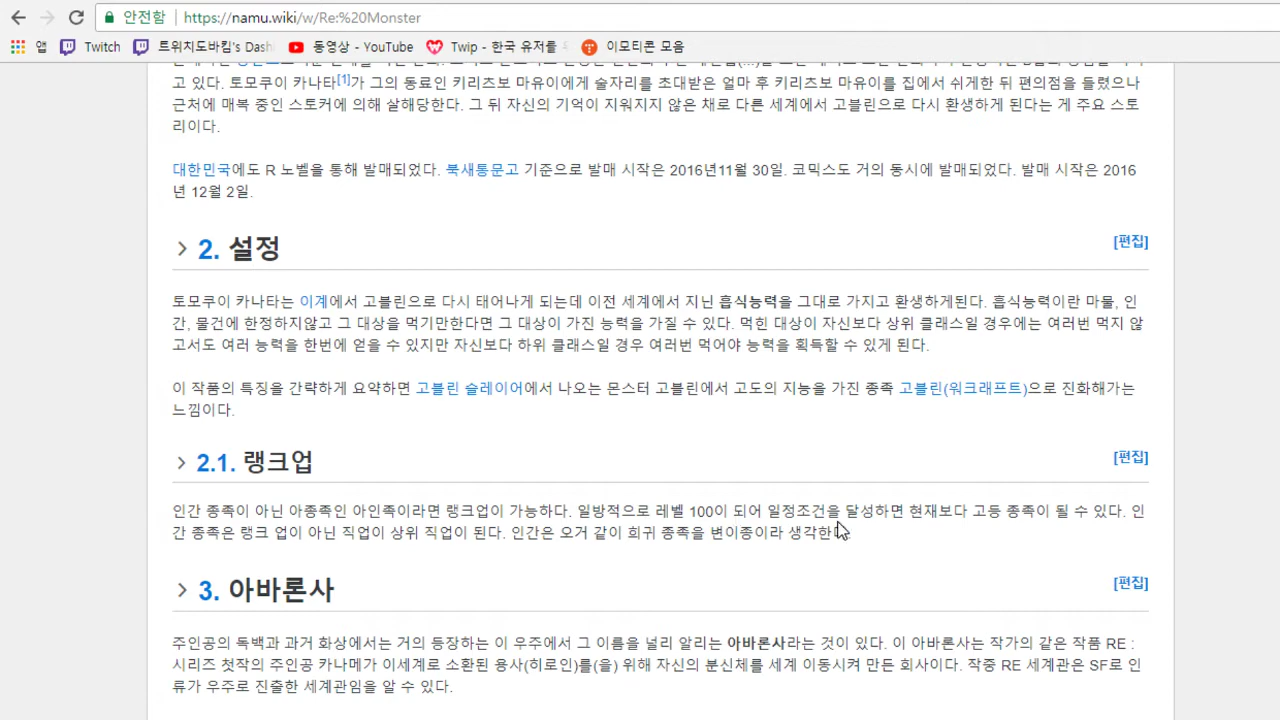 안전함 https://namu.wiki/w/Re:%20Monster
앱 Twitch 트위치도바킵's Dash 동영상 - YouTube Twip - 한국 유저를 이모티콘 모음
고 있다. 토모쿠이 카나타[1]가 그의 동료인 키리츠보 마유이에게 술자리를 초대받은 얼마 후 키리츠보 마유이를 집에서 쉬게한 뒤 편의점을 들렸으나
근처에 매복 중인 스토커에 의해 살해당한다. 그 뒤 자신의 기억이 지워지지 않은 채로 다른 세계에서 고블린으로 다시 환생하게 된다는 게 주요 스토
리이다.
대한민국에도 R 노벨을 통해 발매되었다. 북새통문고 기준으로 발매 시작은 2016년11월 30일. 코믹스도 거의 동시에 발매되었다. 발매 시작은 2016
년 12월 2일.
2. 설정 [편집]
토모쿠이 카나타는 이계에서 고블린으로 다시 태어나게 되는데 이전 세계에서 지닌 흡식능력을 그대로 가지고 환생하게된다. 흡식능력이란 마물, 인
간, 물건에 한정하지않고 그 대상을 먹기만한다면 그 대상이 가진 능력을 가질 수 있다. 먹힌 대상이 자신보다 상위 클래스일 경우에는 여러번 먹지 않
고서도 여러 능력을 한번에 얻을 수 있지만 자신보다 하위 클래스일 경우 여러번 먹어야 능력을 획득할 수 있게 된다.
이 작품의 특징을 간략하게 요약하면 고블린 슬레이어에서 나오는 몬스터 고블린에서 고도의 지능을 가진 종족 고블린(워크래프트)으로 진화해가는
느낌이다.
2.1. 랭크업 [편집]
인간 종족이 아닌 아종족인 아인족이라면 랭크업이 가능하다. 일방적으로 레벨 100이 되어 일정조건을 달성하면 현재보다 고등 종족이 될 수 있다. 인
간 종족은 랭크 업이 아닌 직업이 상위 직업이 된다. 인간은 오거 같이 희귀 종족을 변이종이라 생각한
3. 아바론사 [편집]
주인공의 독백과 과거 화상에서는 거의 등장하는 이 우주에서 그 이름을 널리 알리는 아바론사라는 것이 있다. 이 아바론사는 작가의 같은 작품 RE :
시리즈 첫작의 주인공 카나메가 이세계로 소환된 용사(히로인)를(을) 위해 자신의 분신체를 세계 이동시켜 만든 회사이다. 작중 RE 세계관은 SF로 인
류가 우주로 진출한 세계관임을 알 수 있다.